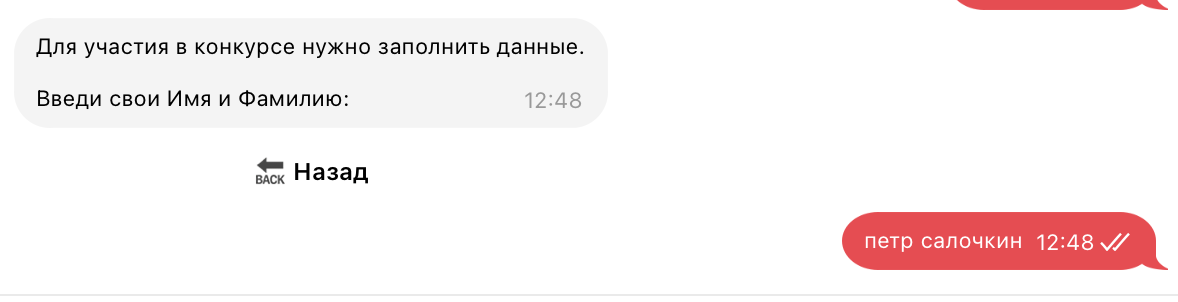 Для участия в конкурсе нужно заполнить данные.
Введи свои Имя и Фамилию:
12:48
BACK Назад
петр салочкин 12:48